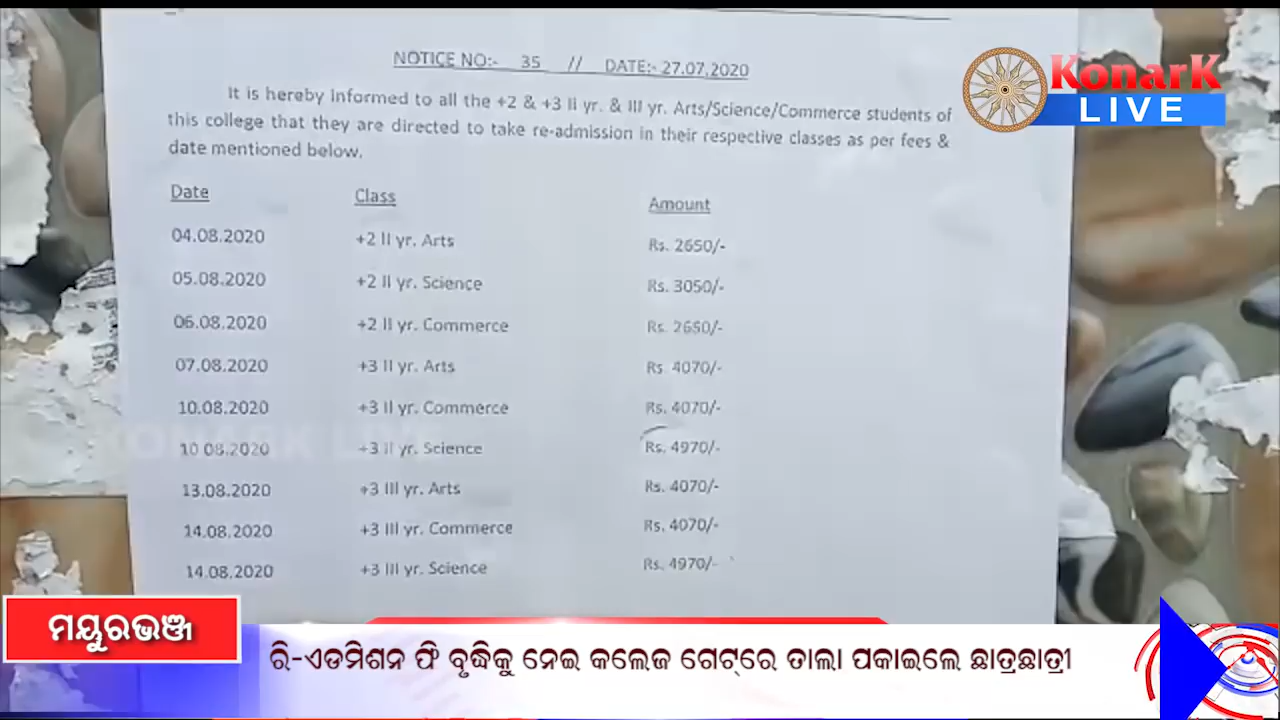 NOTICE NO:- 35 // DATE:- 27.07.2020
KonarK
LIVE
It is hereby informed to all the +2 & +3 II yr. & III yr. Arts/Science/Commerce students of
this college that they are directed to take re-admission in their respective classes as per fees &
date mentioned below.
Date Class Amount
04.08.2020 +2 II yr. Arts Rs. 2650/-
05.08.2020 +2 II yr. Science Rs. 3050/-
06.08.2020 +2 II yr. Commerce Rs. 2650/-
07.08.2020 +3 II yr. Arts Rs. 4070/-
10.08.2020 +3 II yr. Commerce Rs. 4070/-
10 08.2020 +3 II yr. Science Rs. 4970/-
KONARK LIVE
13.08.2020 +3 III yr. Arts Rs. 4070/-
14.08.2020 +3 III yr. Commerce Rs. 4070/-
14.08.2020 +3 III yr. Science Rs. 4970/-
ମୟୁରଭଞ୍ଜ
ରି-ଏଡମିଶନ ଫି ବୃଦ୍ଧିକୁ ନେଇ କଲେଜ ଗେଟ୍‌ରେ ତାଲା ପକାଇଲେ ଛାତ୍ରଛାତ୍ରୀ